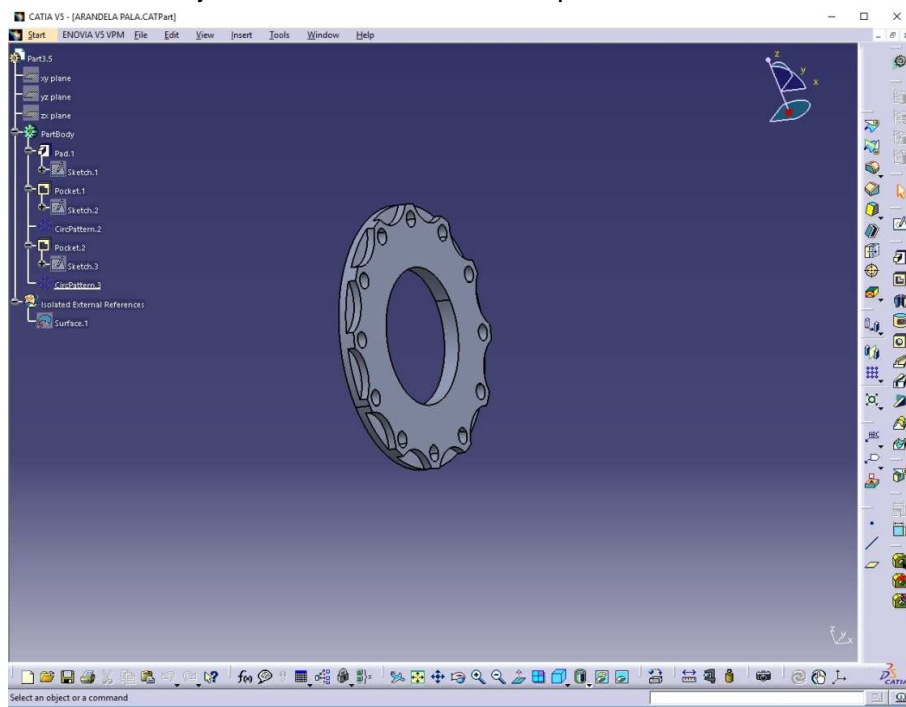 CATIA V5 - [ARANDELA PALA.CATPart]
Start ENOVIA V5 VPM File Edit View Insert Tools Window Help
Part3.5
xy plane
yz plane
zx plane
PartBody
Pad.1
Sketch.1
Pocket.1
Sketch.2
CircPattern.2
Pocket.2
Sketch.3
CircPattern.3
Isolated External References
Surface.1
z
y
x
z y x
Select an object or a command
CATIA